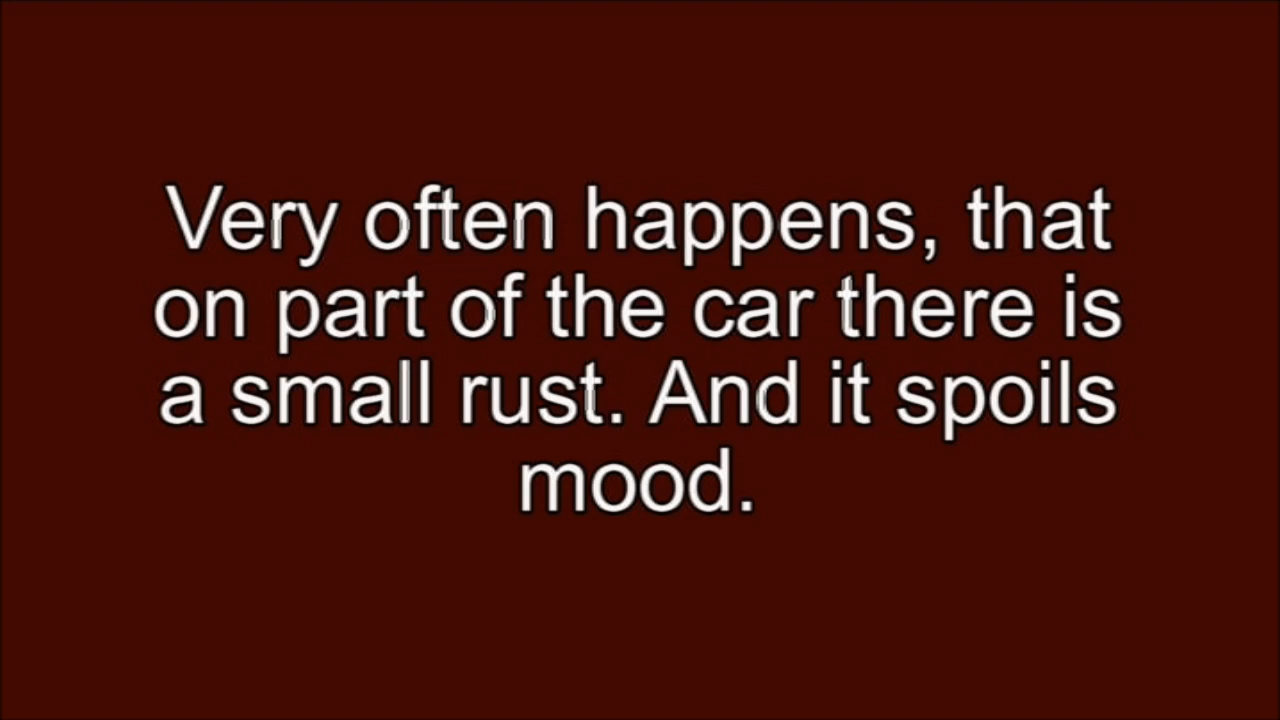 Very often happens, that
on part of the car there is
a small rust. And it spoils
mood.